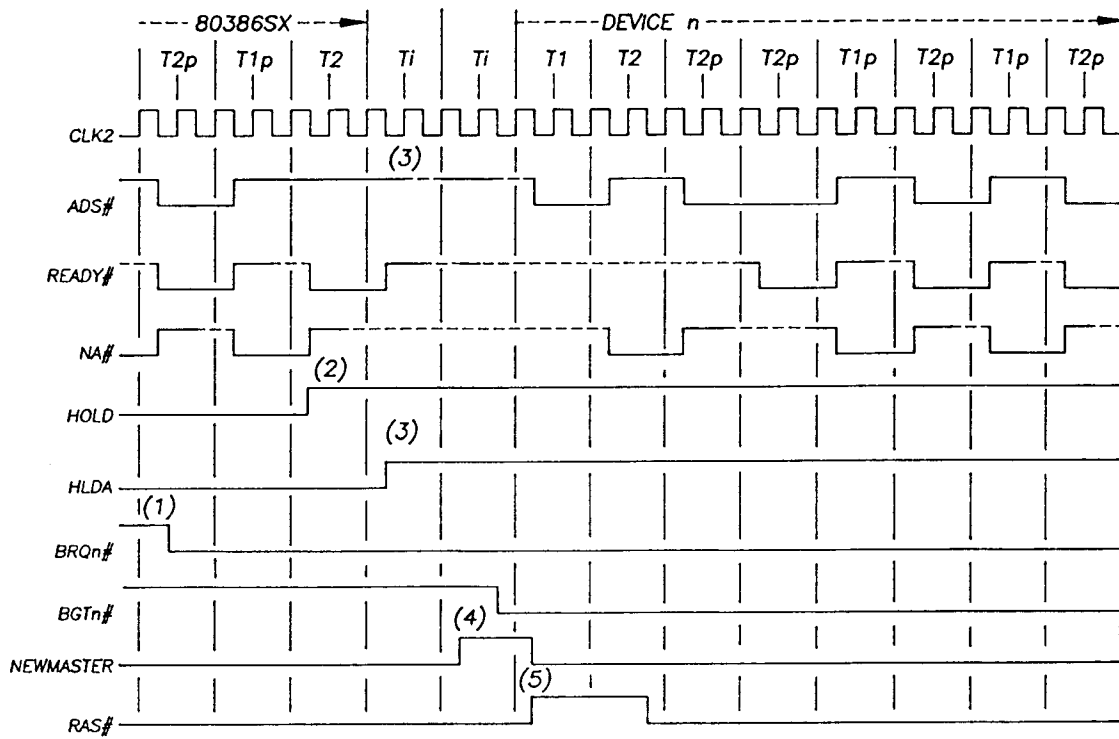 80386SX DEVICE n
T2p T1p T2 Ti Ti T1 T2 T2p T2p T1p T2p T1p T2p
CLK2
(3)
ADS#
READY#
NA#
(2)
HOLD
(3)
HLDA
(1)
BRQn#
BGTn#
(4)
NEWMASTER
(5)
RAS#